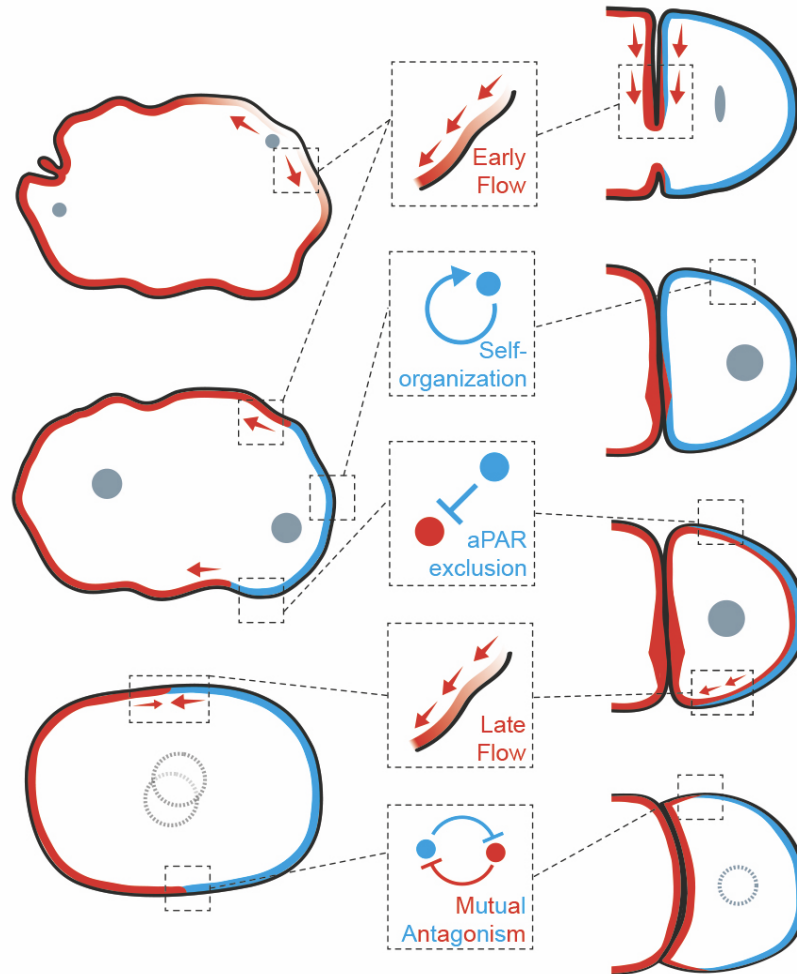 Early
Flow
Self-
organization
aPAR
exclusion
Late
Flow
Mutual
Antagonism